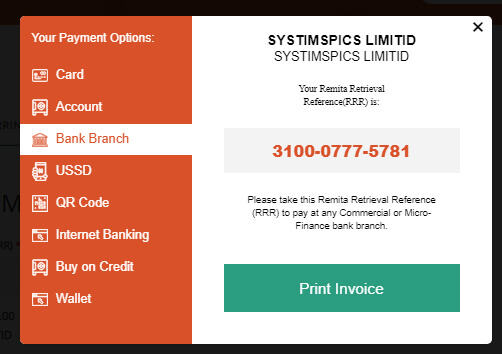 Your Payment Options:
Card
Account
Bank Branch
USSD
QR Code
Internet Banking
Buy on Credit
Wallet
×
SYSTIMSPICS LIMITID
SYSTIMSPICS LIMITID
Your Remita Retrieval
Reference(RRR) is:
3100-0777-5781
Please take this Remita Retrieval Reference
(RRR) to pay at any Commercial or Micro-
Finance bank branch.
Print Invoice